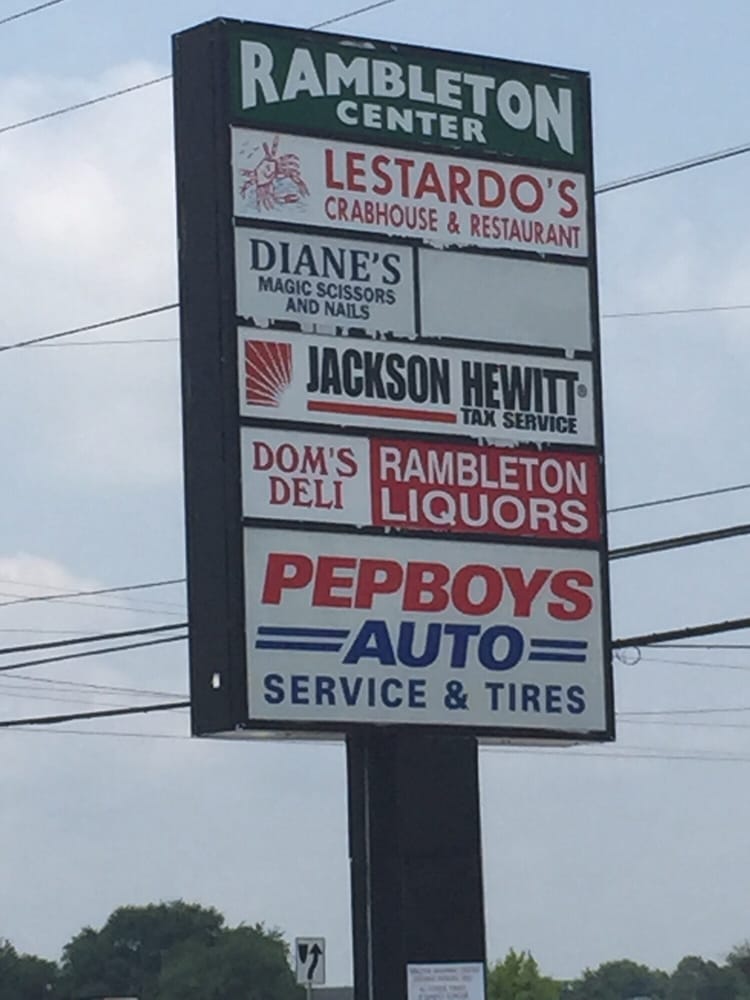 RAMBLETON
CENTER
LESTARDO'S
CRABHOUSE & RESTAURANT
DIANE'S
MAGIC SCISSORS
AND NAILS
JACKSON HEWITT®
TAX SERVICE
DOM'S
DELI
RAMBLETON
LIQUORS
PEPBOYS
AUTO
SERVICE & TIRES